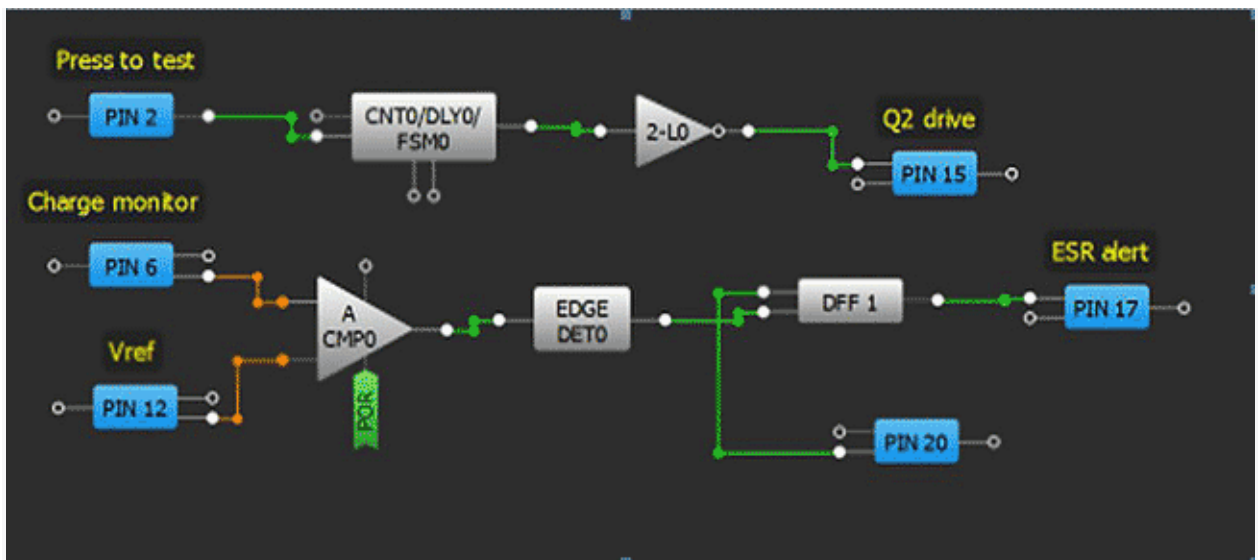 Press to test
PIN 2
CNT0/DLY0/
FSM0
2-L0
Q2 drive
PIN 15
Charge monitor
PIN 6
A
CMP0
POR
EDGE
DET0
DFF 1
ESR alert
PIN 17
Vref
PIN 12
PIN 20